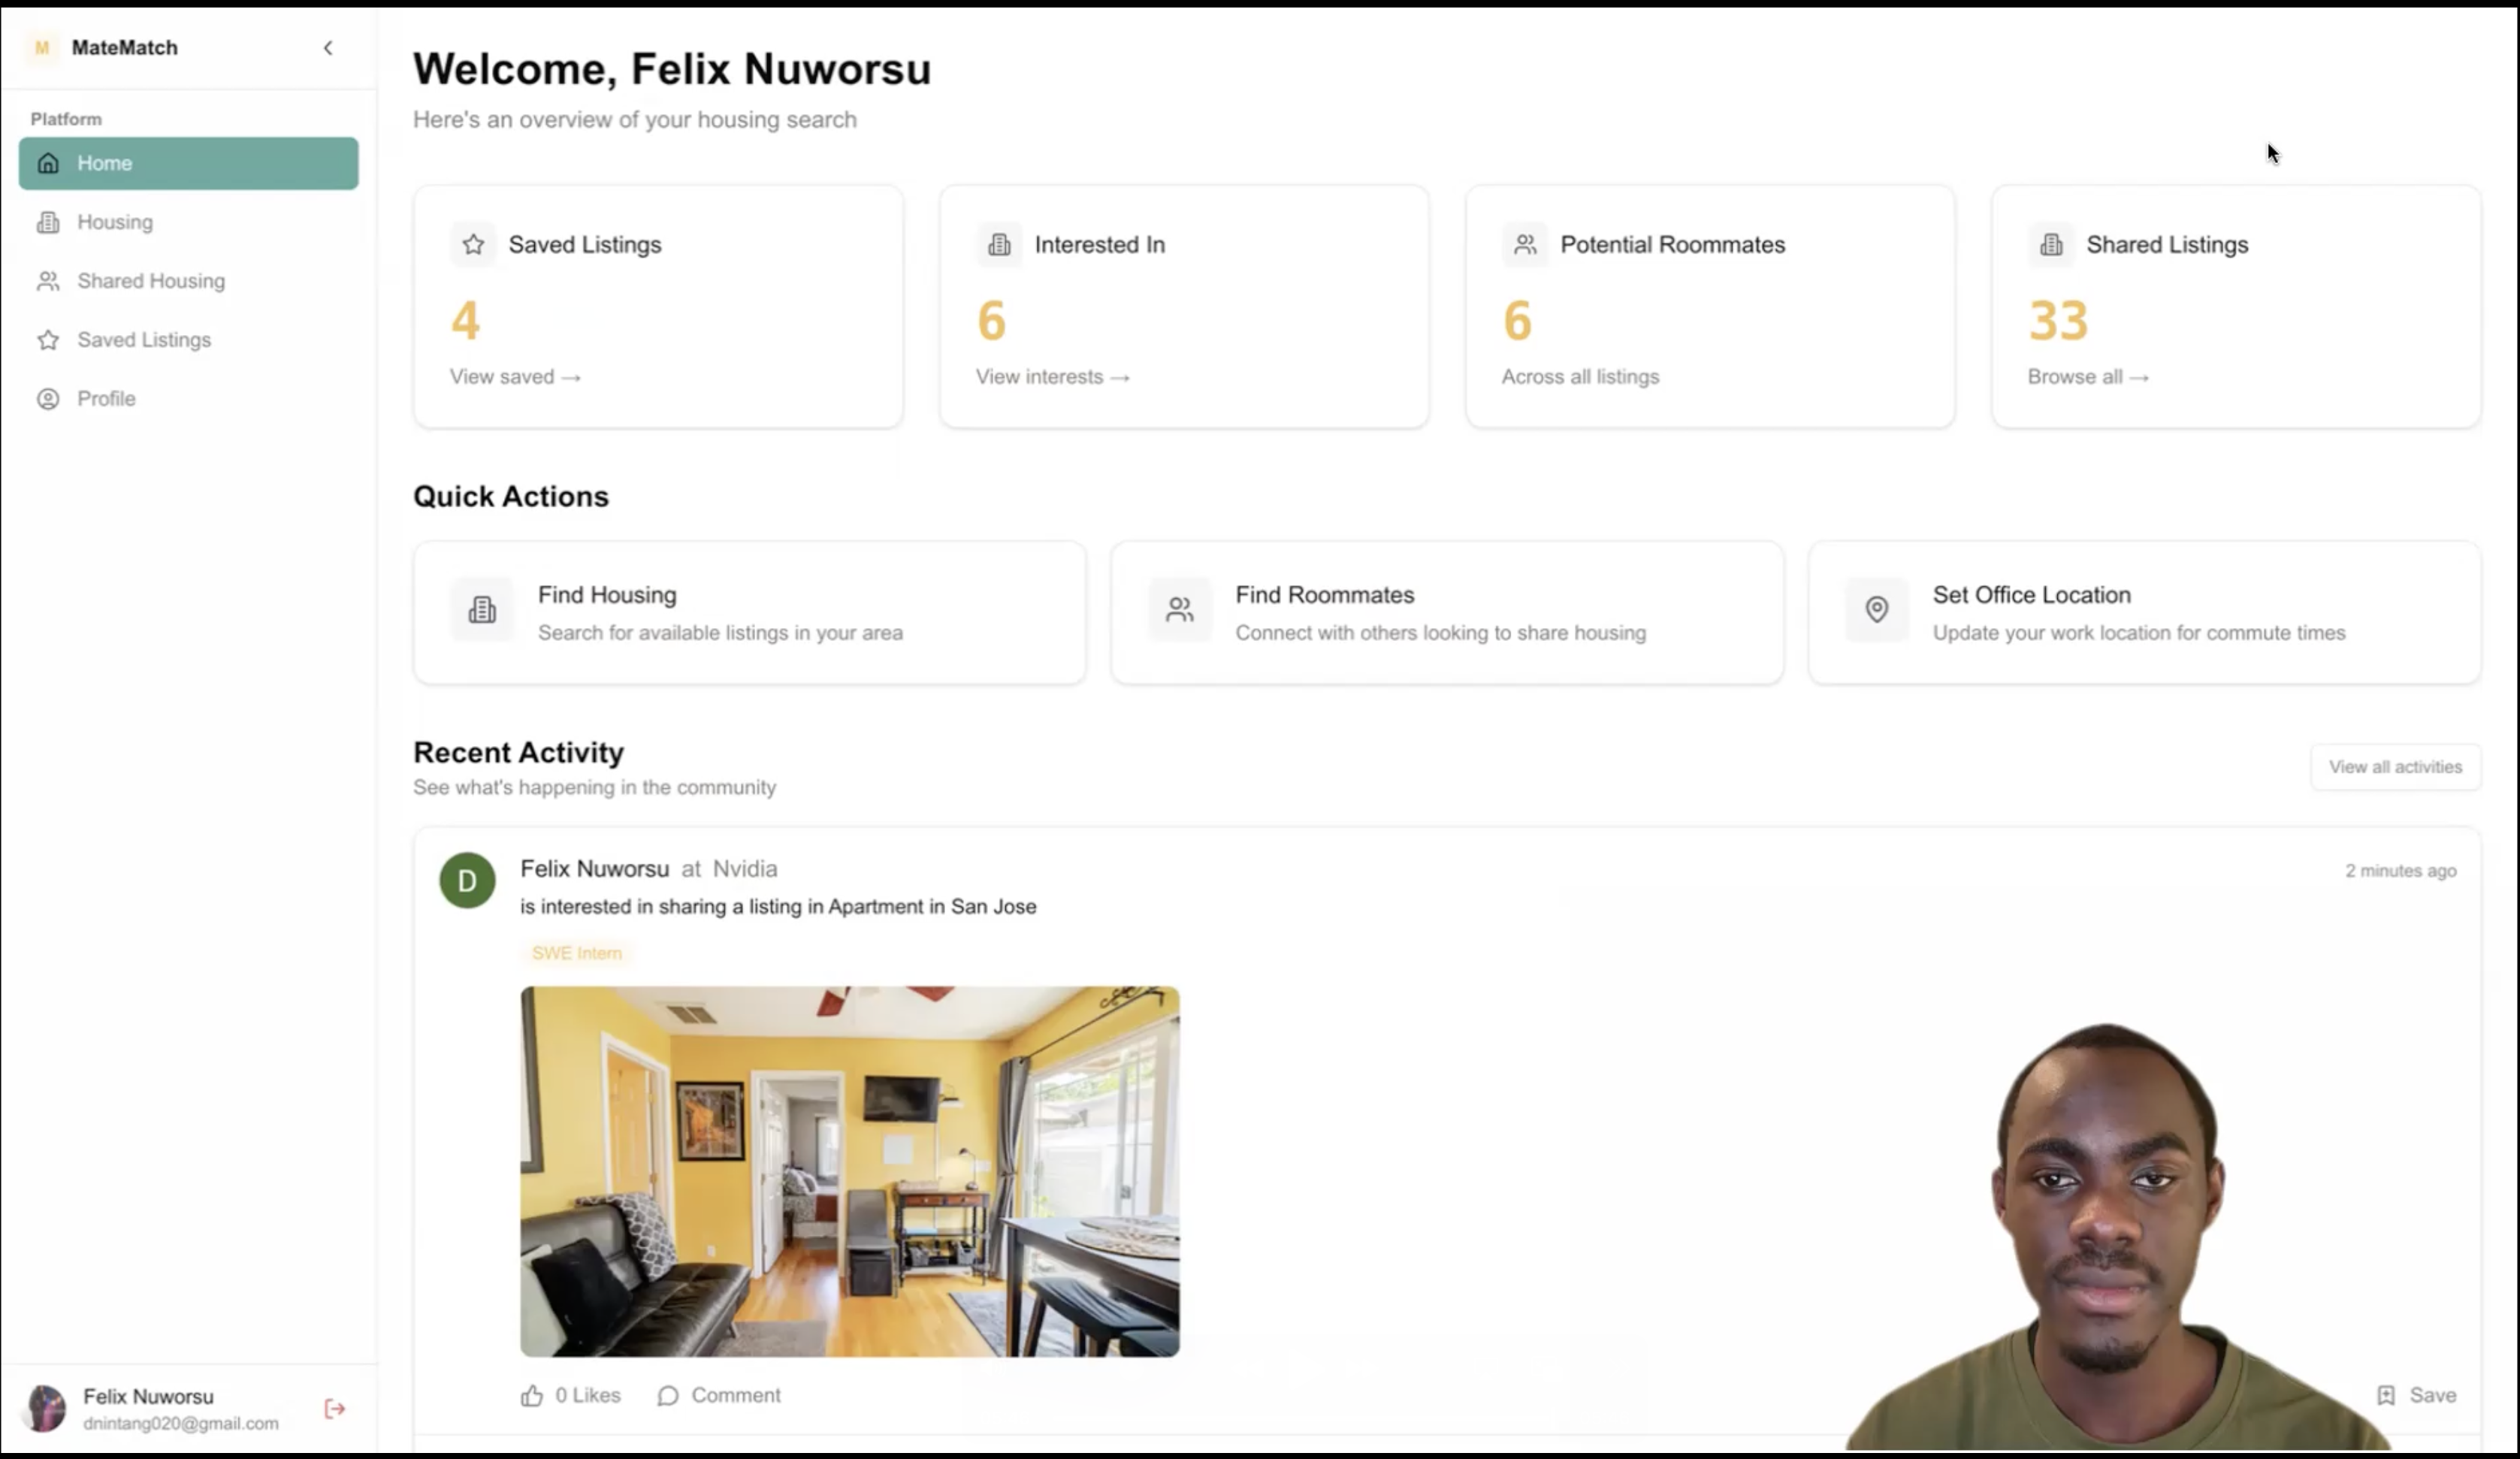 M MateMatch
Platform
Home
Housing
Shared Housing
Saved Listings
Profile
Felix Nuworsu
dnintang020@gmail.com
Welcome, Felix Nuworsu
Here's an overview of your housing search
Saved Listings
4
View saved →
Interested In
6
View interests →
Potential Roommates
6
Across all listings
Shared Listings
33
Browse all →
Quick Actions
Find Housing
Search for available listings in your area
Find Roommates
Connect with others looking to share housing
Set Office Location
Update your work location for commute times
Recent Activity
See what's happening in the community
View all activities
D
Felix Nuworsu at Nvidia
2 minutes ago
is interested in sharing a listing in Apartment in San Jose
SWE Intern
0 Likes
Comment
Save